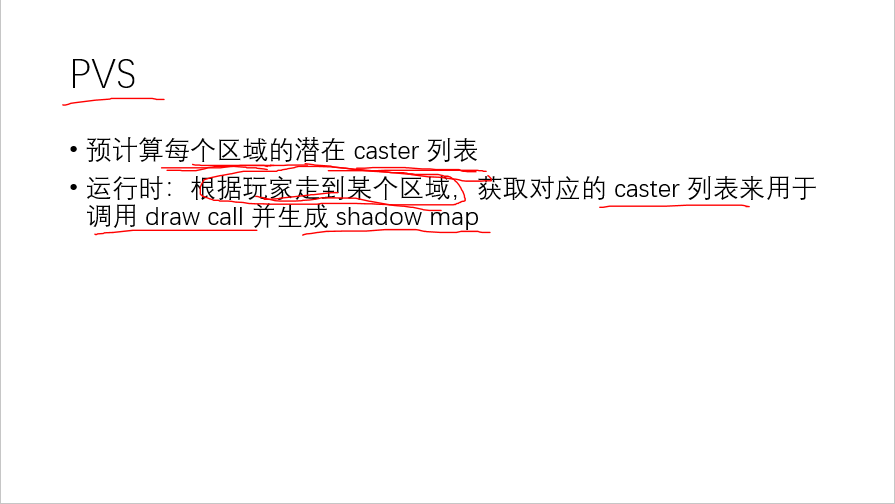 PVS
• 预计算每个区域的潜在 caster 列表
• 运行时：根据玩家走到某个区域，获取对应的 caster 列表来用于
调用 draw call 并生成 shadow map